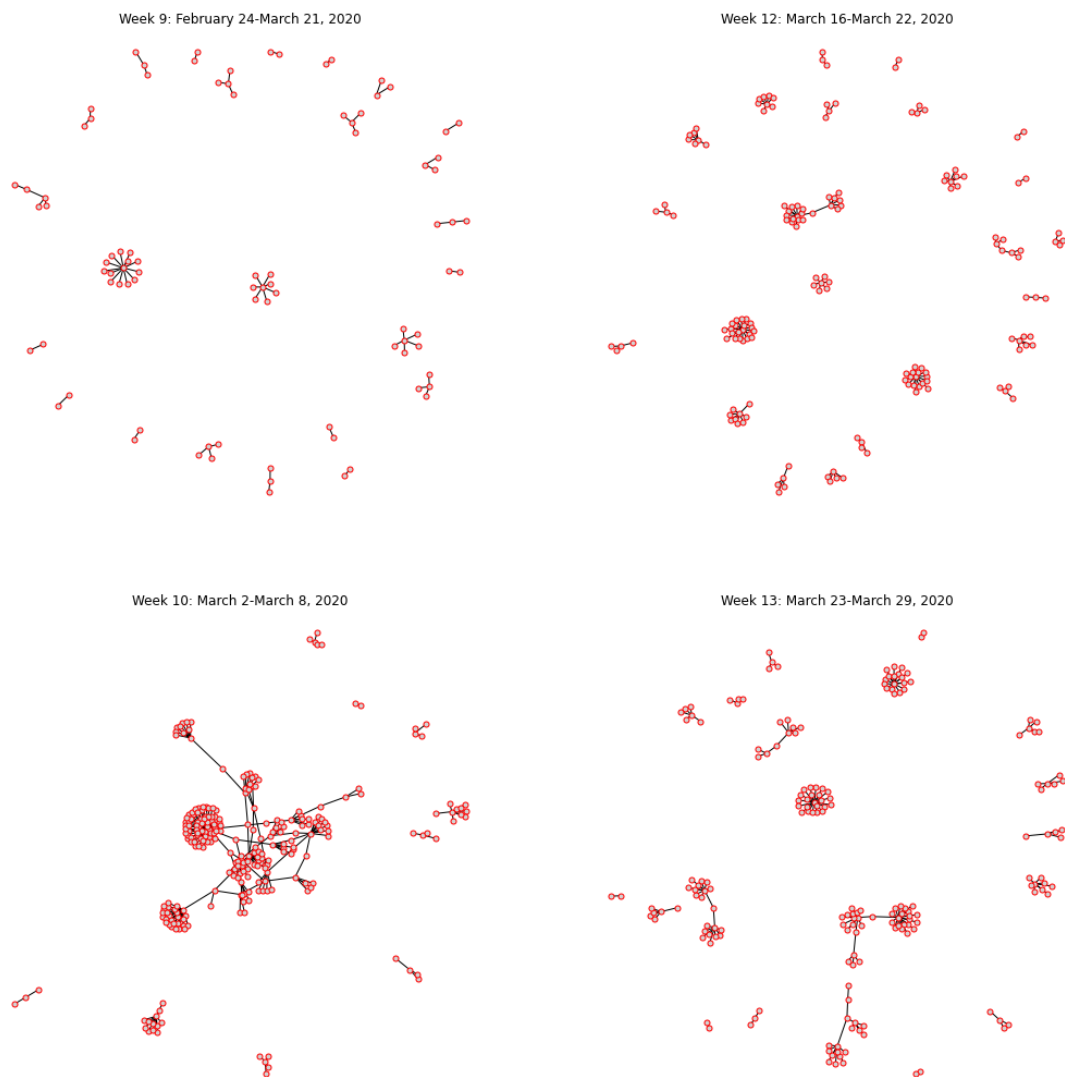 Week 9: February 24-March 21, 2020
Week 12: March 16-March 22, 2020
Week 10: March 2-March 8, 2020
Week 13: March 23-March 29, 2020